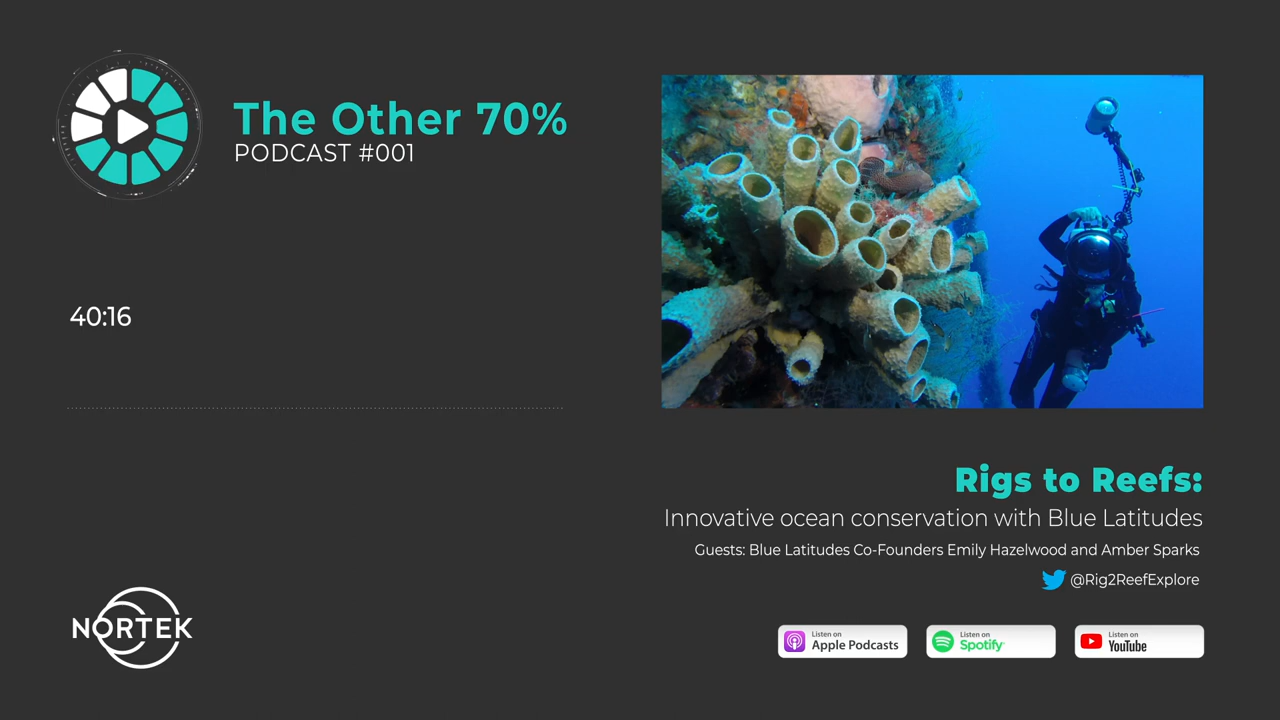 The Other 70%
PODCAST #001
40:16
Rigs to Reefs:
Innovative ocean conservation with Blue Latitudes
Guests: Blue Latitudes Co-Founders Emily Hazelwood and Amber Sparks
@Rig2ReefExplore
NORTEK
Listen on
Apple Podcasts
Listen on
Spotify
Listen on
YouTube